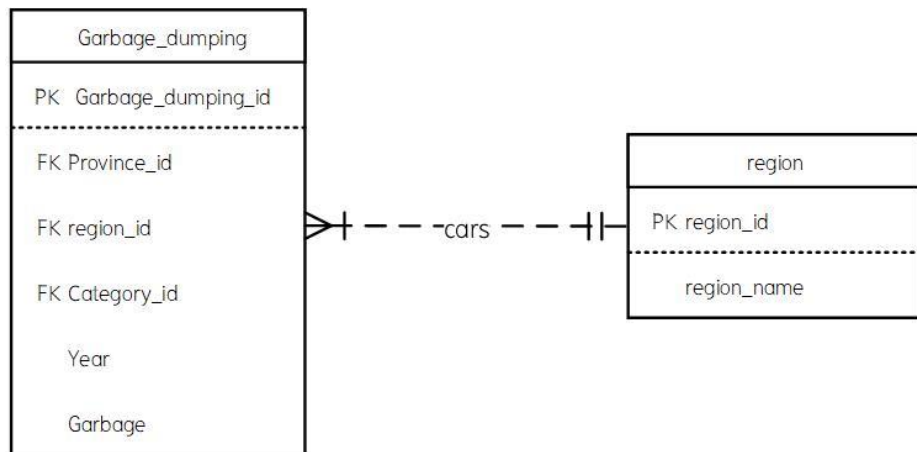 Garbage_dumping
PK Garbage_dumping_id
FK Province_id
FK region_id
FK Category_id
Year
Garbage
cars
region
PK region_id
region_name